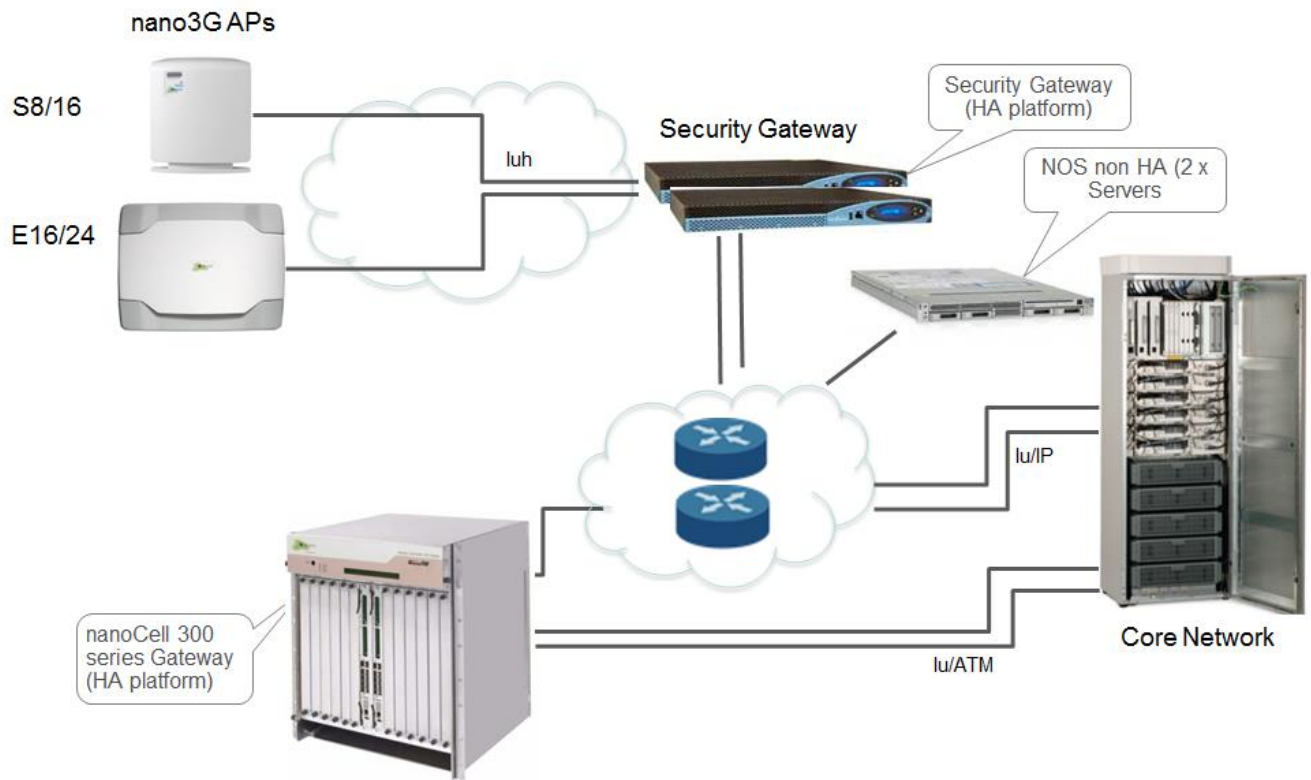 nano3G APs
S8/16
E16/24
Iuh
Security Gateway
Security Gateway
(HA platform)
NOS non HA (2 x
Servers
Iu/IP
Iu/ATM
Core Network
nanoCell 300
series Gateway
(HA platform)